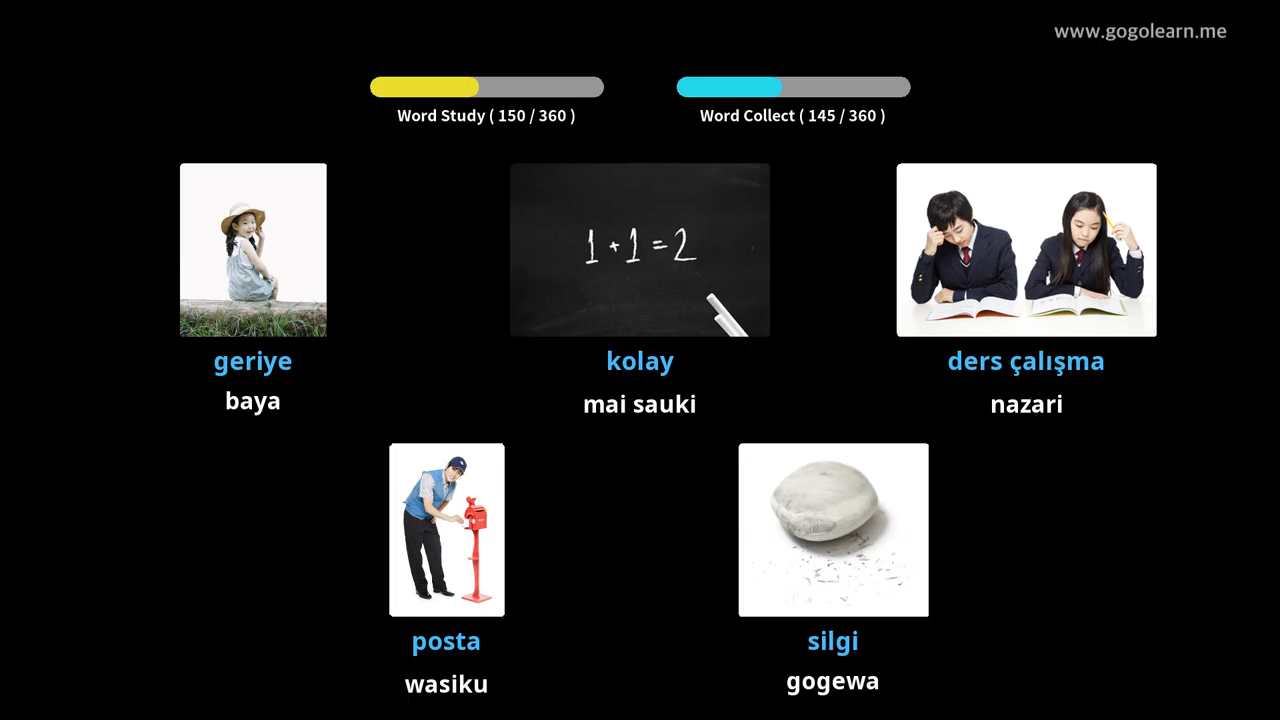 www.gogolearn.me
Word Study ( 150 / 360 )
Word Collect ( 145 / 360 )
1+1=2
geriye
kolay
ders çalışma
baya
mai sauki
nazari
posta
silgi
wasiku
gogewa